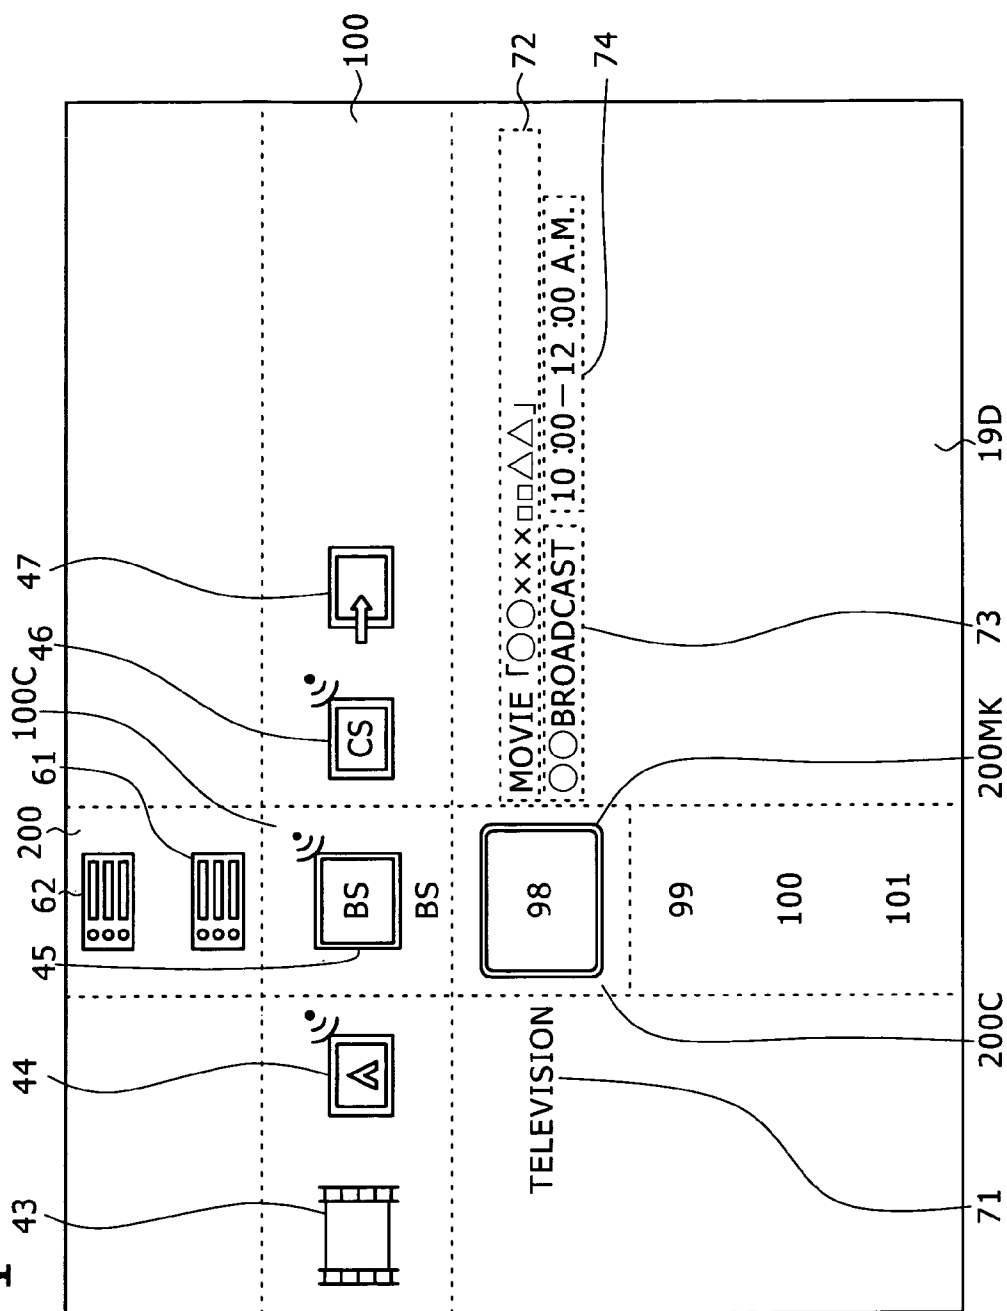 43 44 45 62 200 61 100C 46 47
100
BS CS
BS
72
MOVIE 「○○×××□□△△」
TELEVISION 98
○○BROADCAST 10:00–12:00 A.M.
74
99
100
101
71 200C 200MK 73 19D